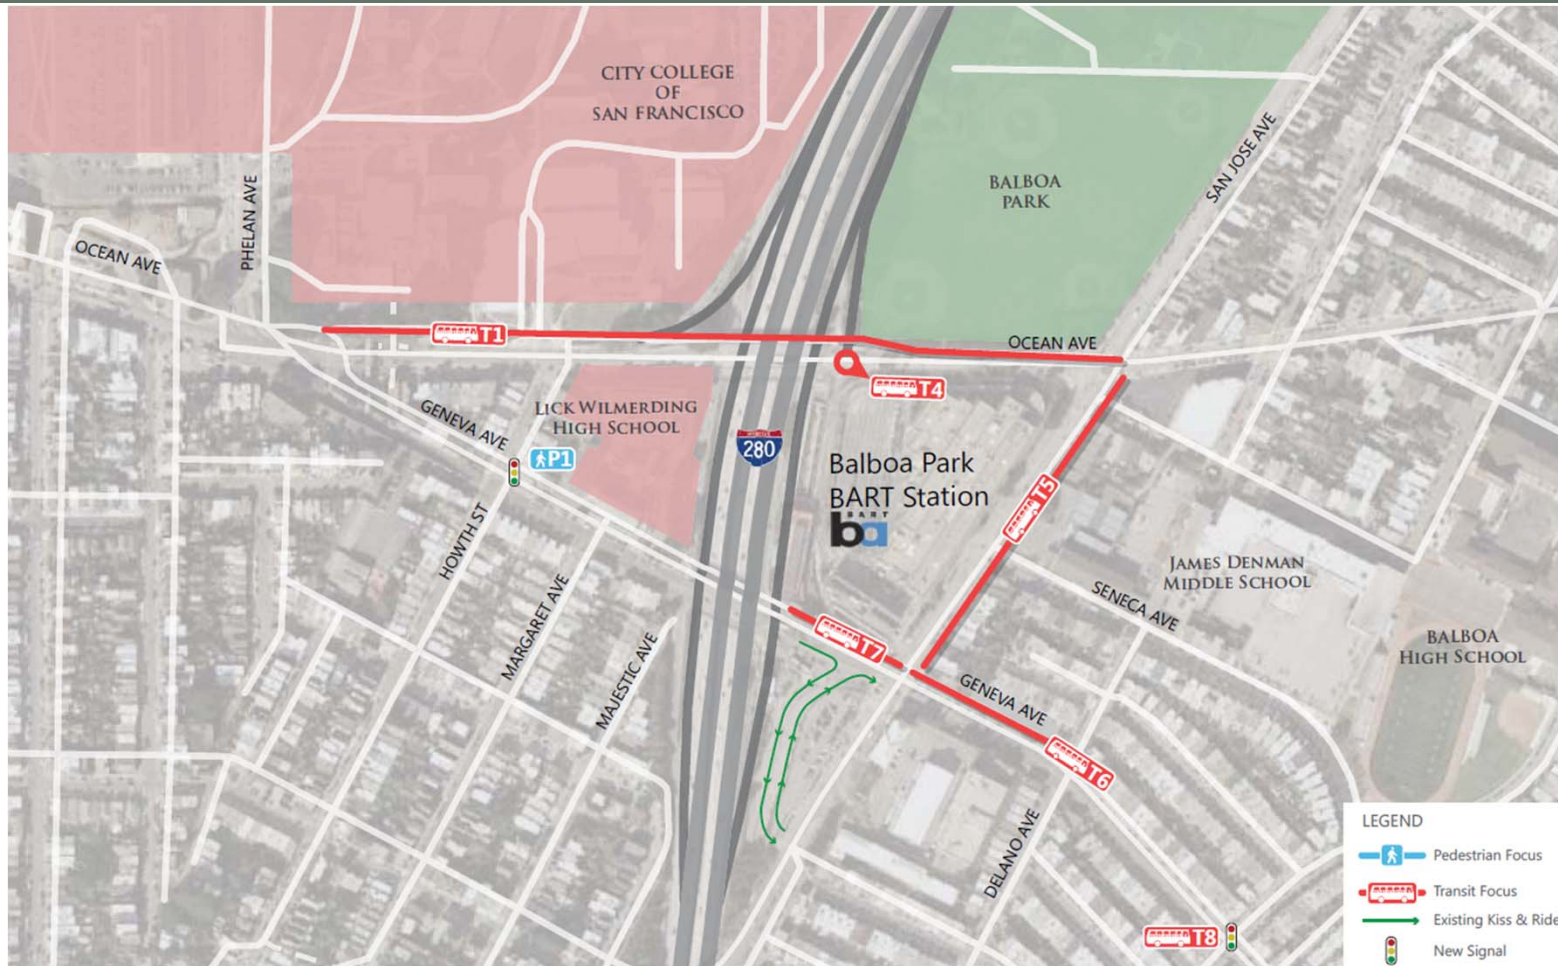 CITY COLLEGE
OF
SAN FRANCISCO
BALBOA
PARK
SAN JOSE AVE
PHELAN AVE
OCEAN AVE
T1
OCEAN AVE
T4
LICK WILMERDING
HIGH SCHOOL
GENEVA AVE
P1
INTERSTATE
280
Balboa Park
BART Station
BART
ba
T5
HOWTH ST
MARGARET AVE
MAJESTIC AVE
JAMES DENMAN
MIDDLE SCHOOL
SENECA AVE
BALBOA
HIGH SCHOOL
T7
GENEVA AVE
T6
DELANO AVE
T8
LEGEND
Pedestrian Focus
Transit Focus
Existing Kiss & Ride
New Signal